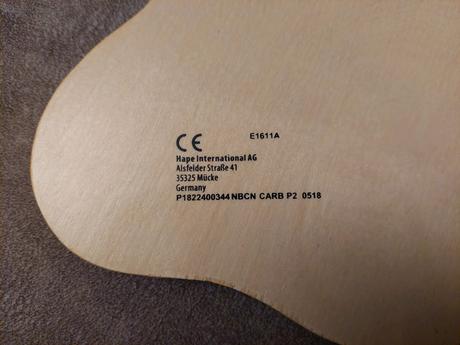 CE E1611A
Hape International AG
Alsfelder Straße 41
35325 Mücke
Germany
P1822400344 NBCN CARB P2 0518